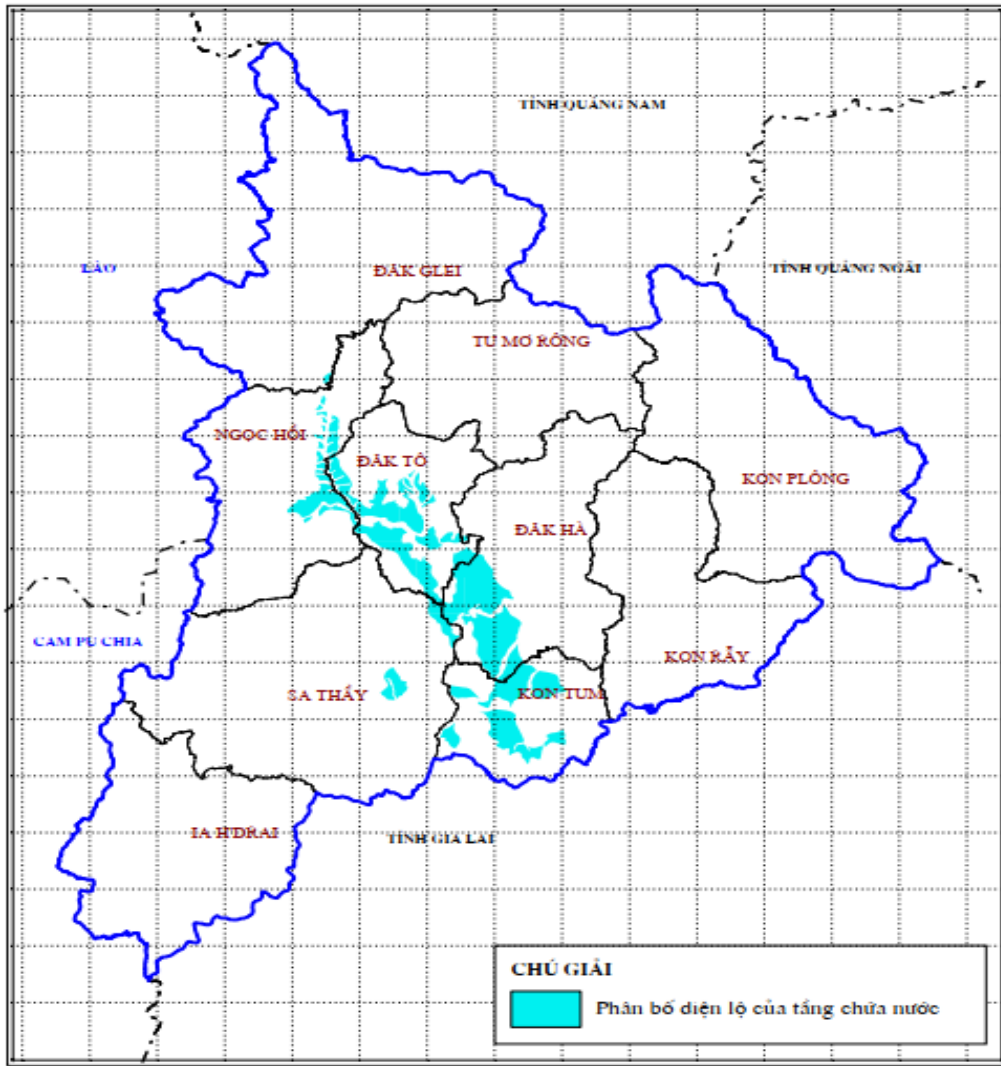 TỈNH QUẢNG NAM
LÀO
ĐĂK GLEI
TỈNH QUẢNG NGÃI
TU MƠ RÔNG
NGỌC HỒI
ĐĂK TÔ
KON PLÔNG
ĐĂK HÀ
CAM PU CHIA
KON RẪY
SA THẦY
KON TUM
IA H'DRAI
TỈNH GIA LAI
CHÚ GIẢI
Phân bố diện lộ của tầng chứa nước